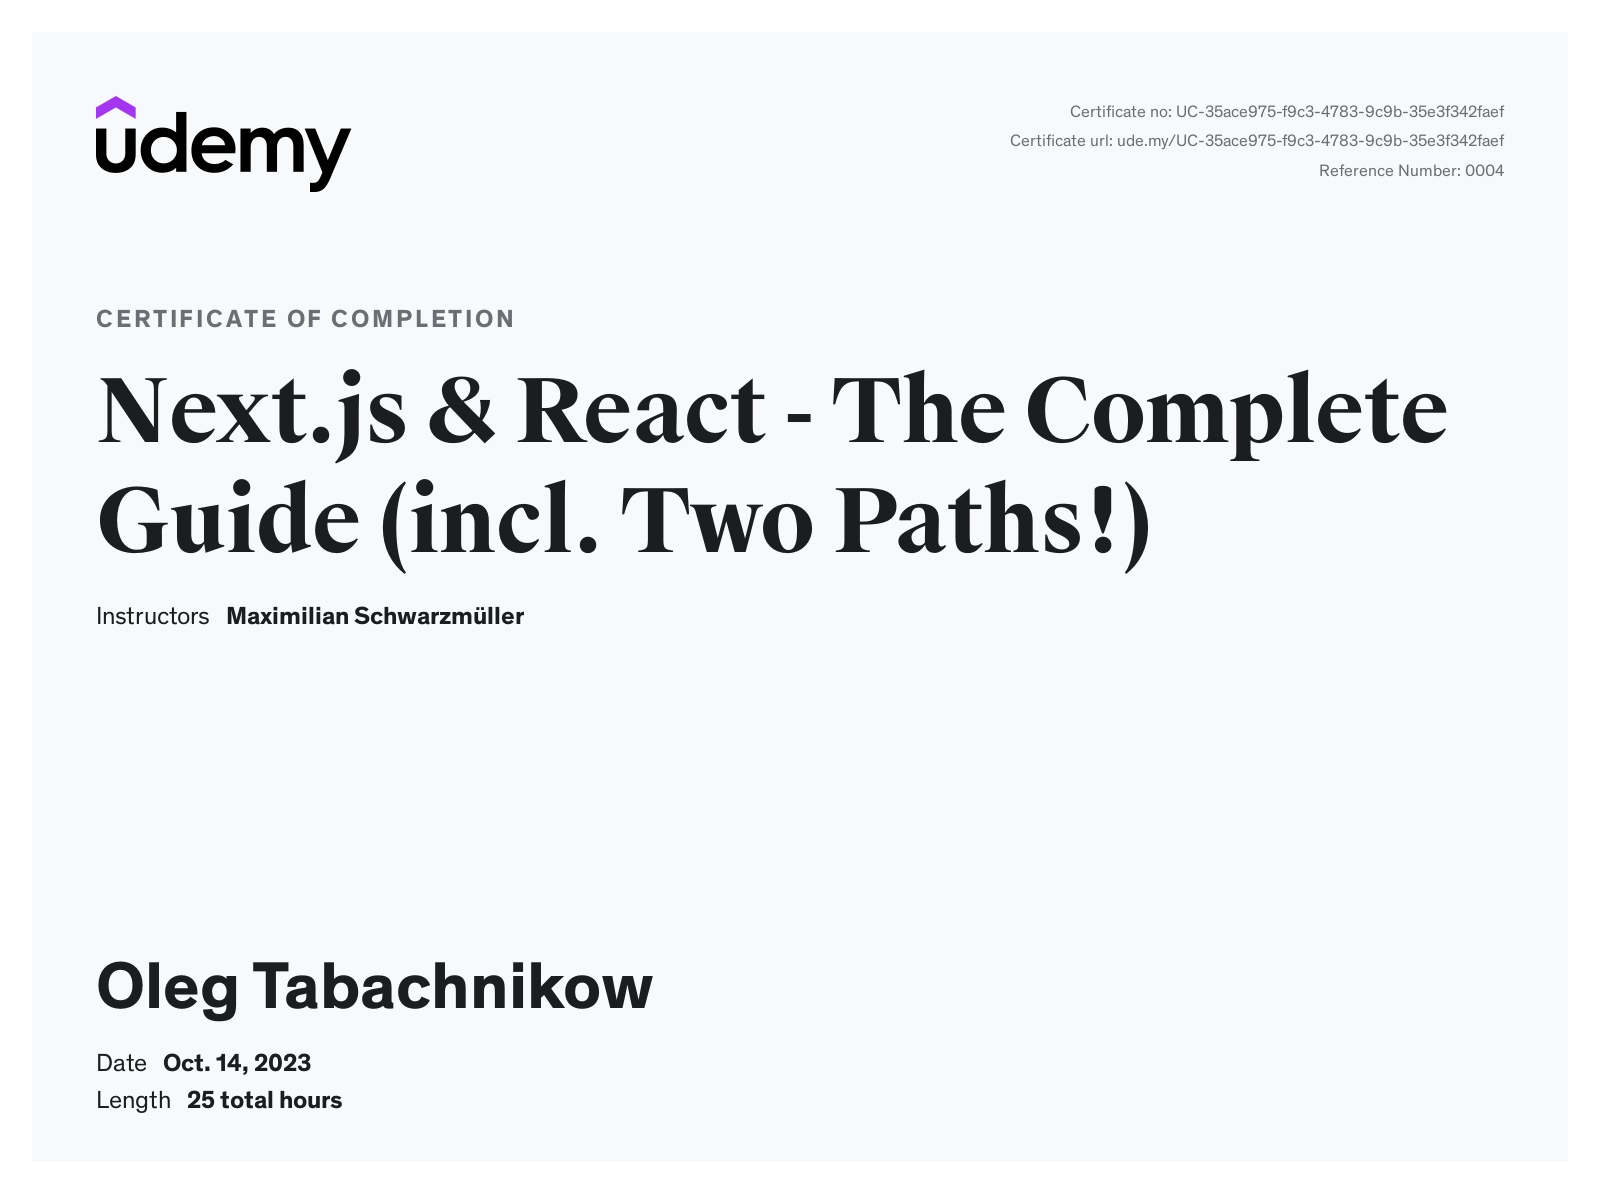 udemy
Certificate no: UC-35ace975-f9c3-4783-9c9b-35e3f342faef
Certificate url: ude.my/UC-35ace975-f9c3-4783-9c9b-35e3f342faef
Reference Number: 0004
CERTIFICATE OF COMPLETION
Next.js & React - The Complete
Guide (incl. Two Paths!)
Instructors Maximilian Schwarzmüller
Oleg Tabachnikow
Date Oct. 14, 2023
Length 25 total hours